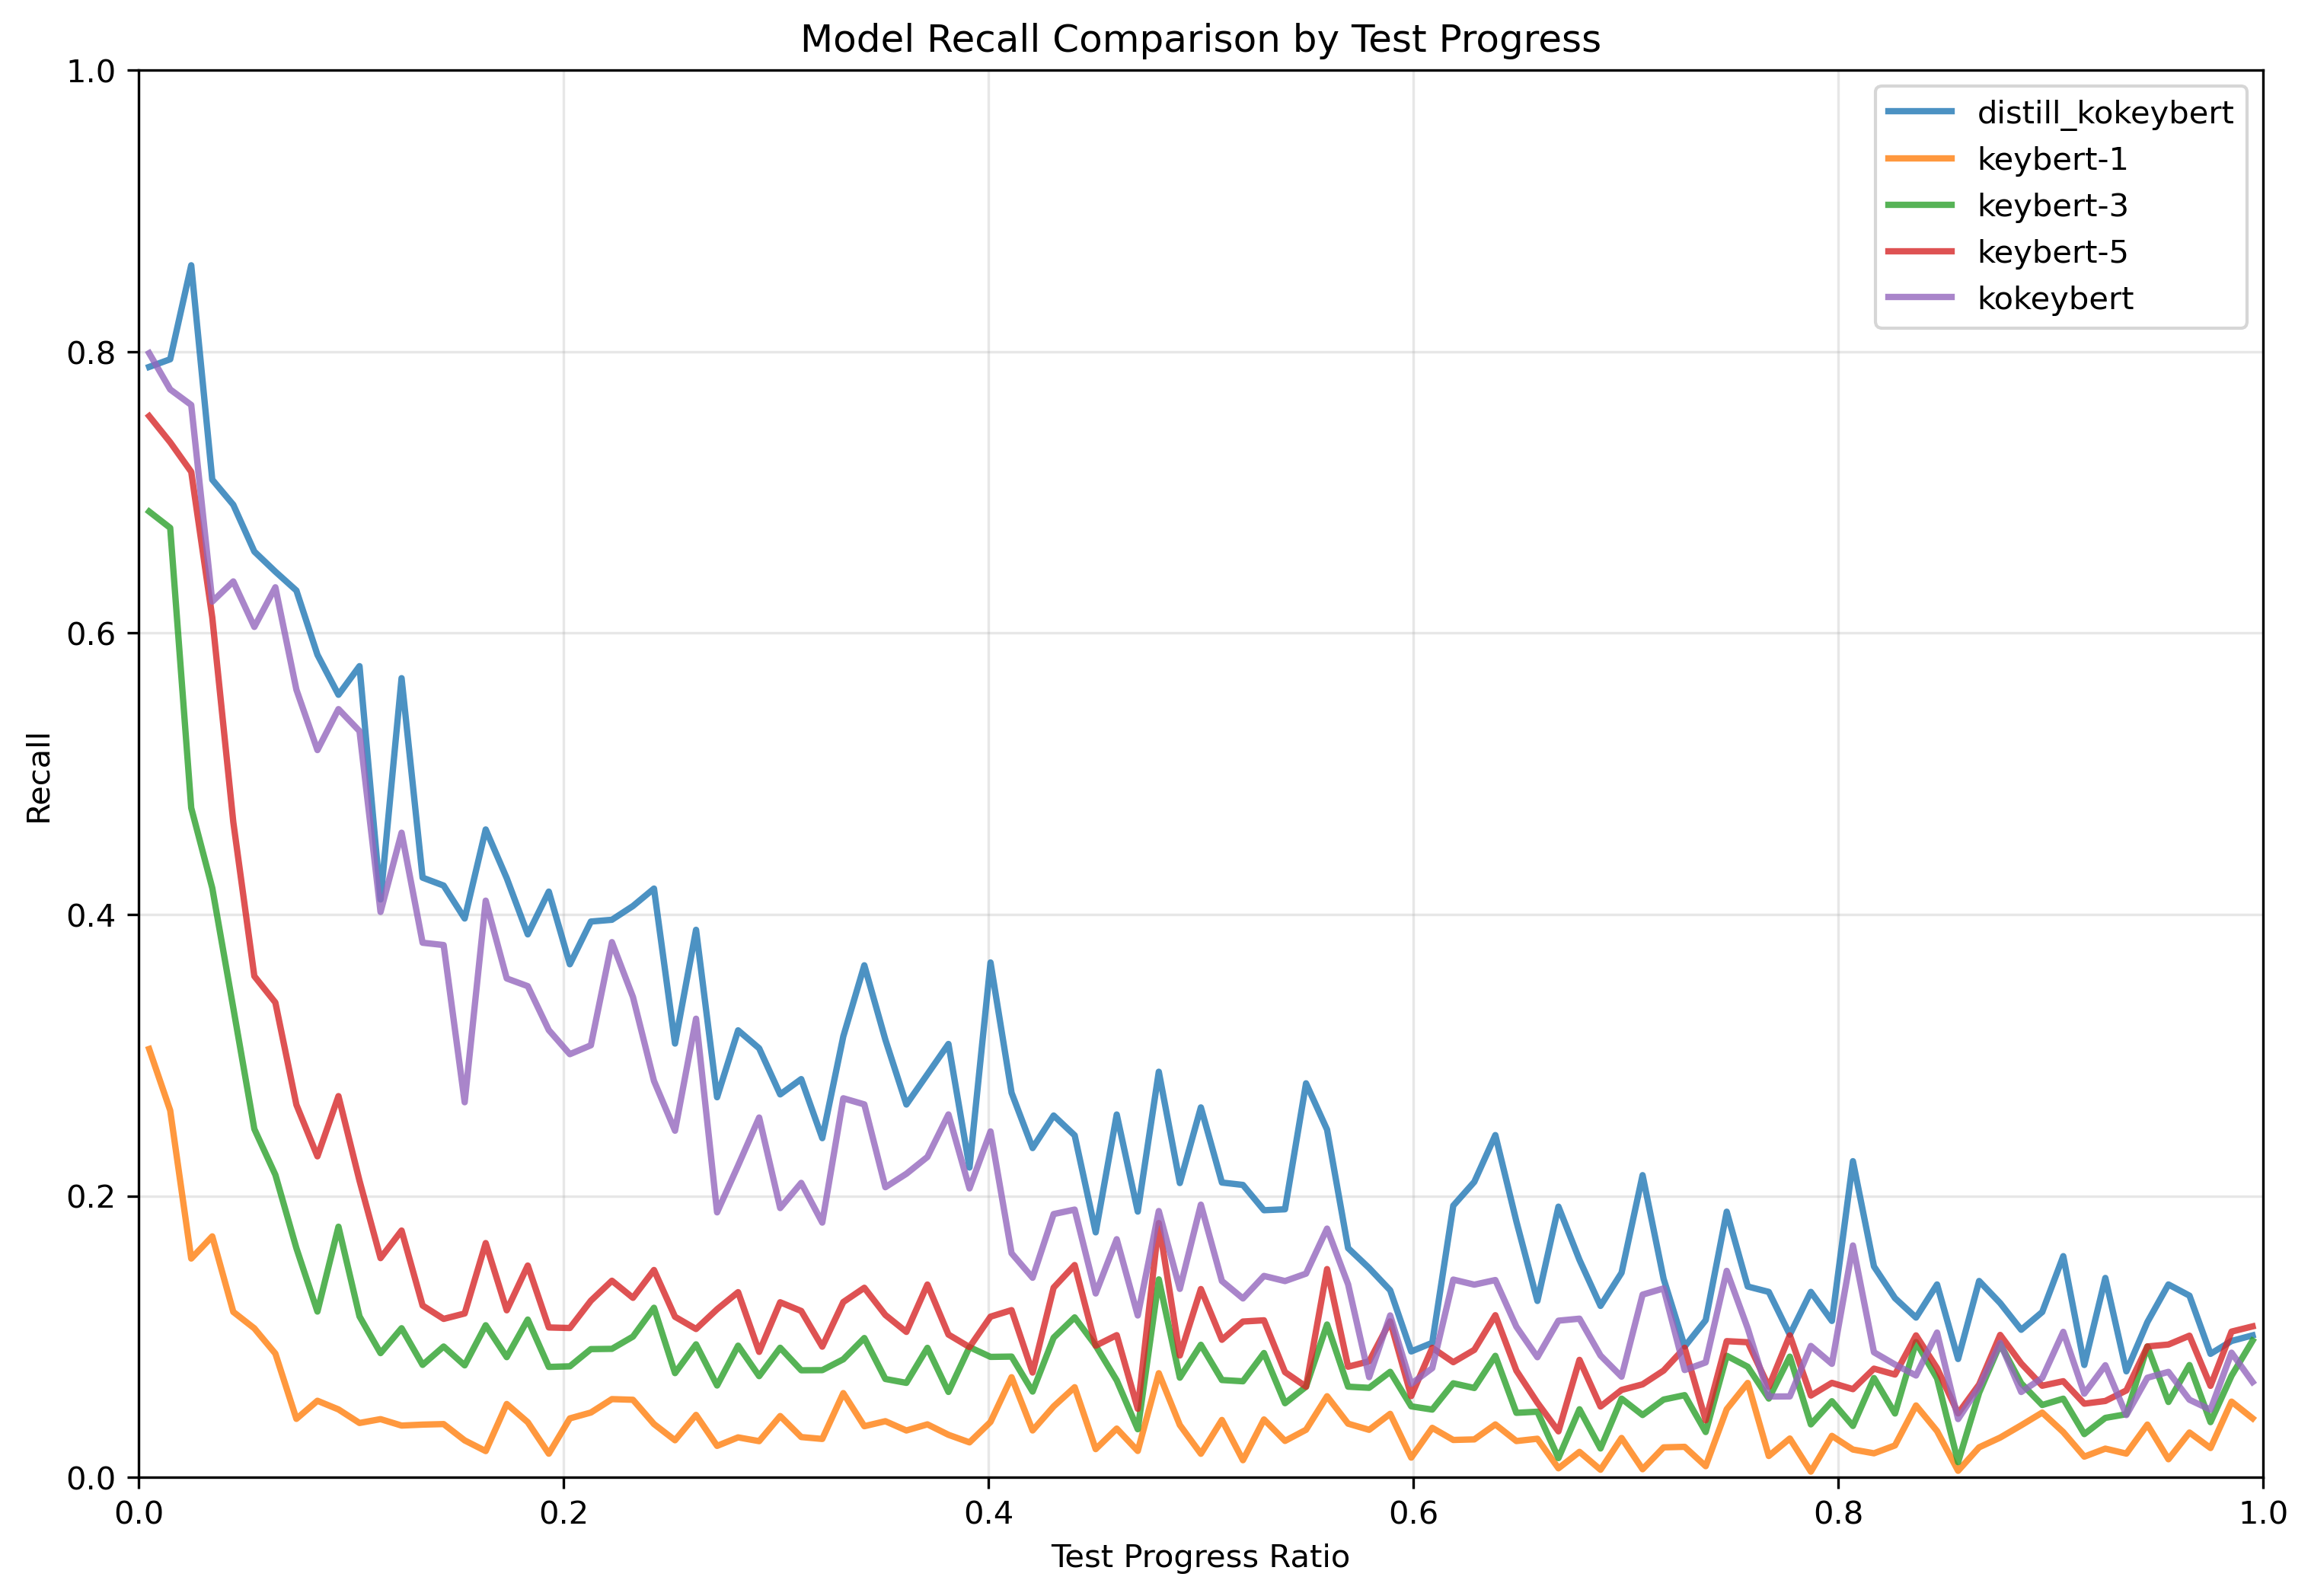 Model Recall Comparison by Test Progress
1.0
0.8
0.6
0.4
0.2
0.0
Recall
distill_kokeybert
keybert-1
keybert-3
keybert-5
kokeybert
0.0 0.2 0.4 0.6 0.8 1.0
Test Progress Ratio